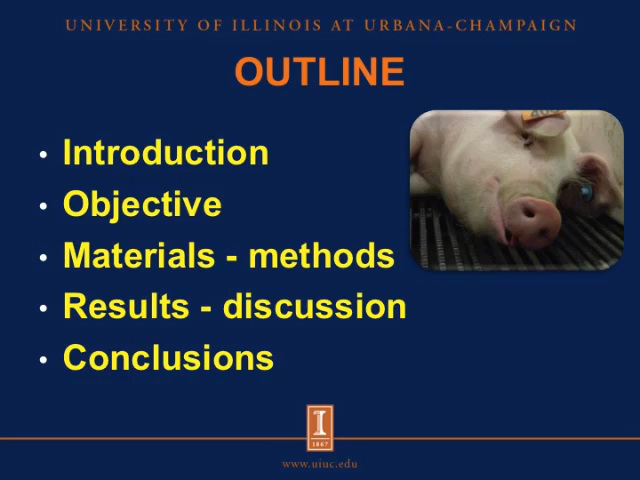 UNIVERSITY OF ILLINOIS AT URBANA-CHAMPAIGN
OUTLINE
• Introduction
• Objective
• Materials - methods
• Results - discussion
• Conclusions
I
1867
www.uiuc.edu